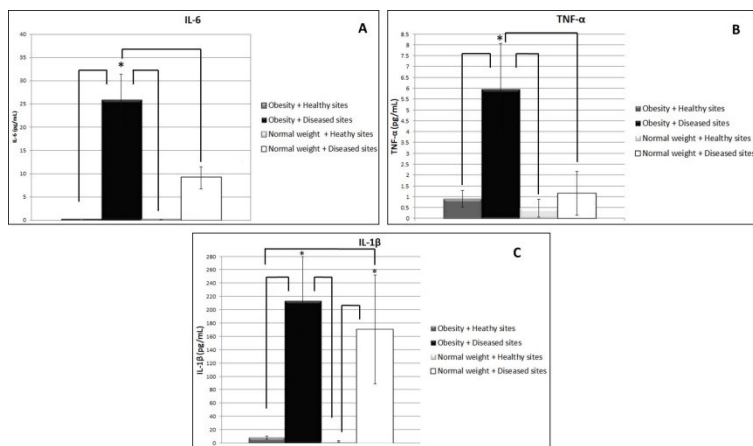 IL-6
A
40
35
30
25
20
15
10
5
0
IL-6 (pg/mL)
*
Obesity + Healthy sites
Obesity + Diseased sites
Normal weight + Heathy sites
Normal weight + Diseased sites
TNF-α
B
8.5
8
7.5
7
6.5
6
5.5
5
4.5
4
3.5
3
2.5
2
1.5
1
0.5
0
TNF-α (pg/mL)
*
Obesity + Healthy sites
Obesity + Diseased sites
Normal weight + Healthy sites
Normal weight + Diseased sites
IL-1β
C
280
260
240
220
200
180
160
140
120
100
80
60
40
20
0
IL-1β (pg/mL)
*
*
Obesity + Heathy sites
Obesity + Diseased sites
Normal weight + Healthy sites
Normal weight + Diseased sites